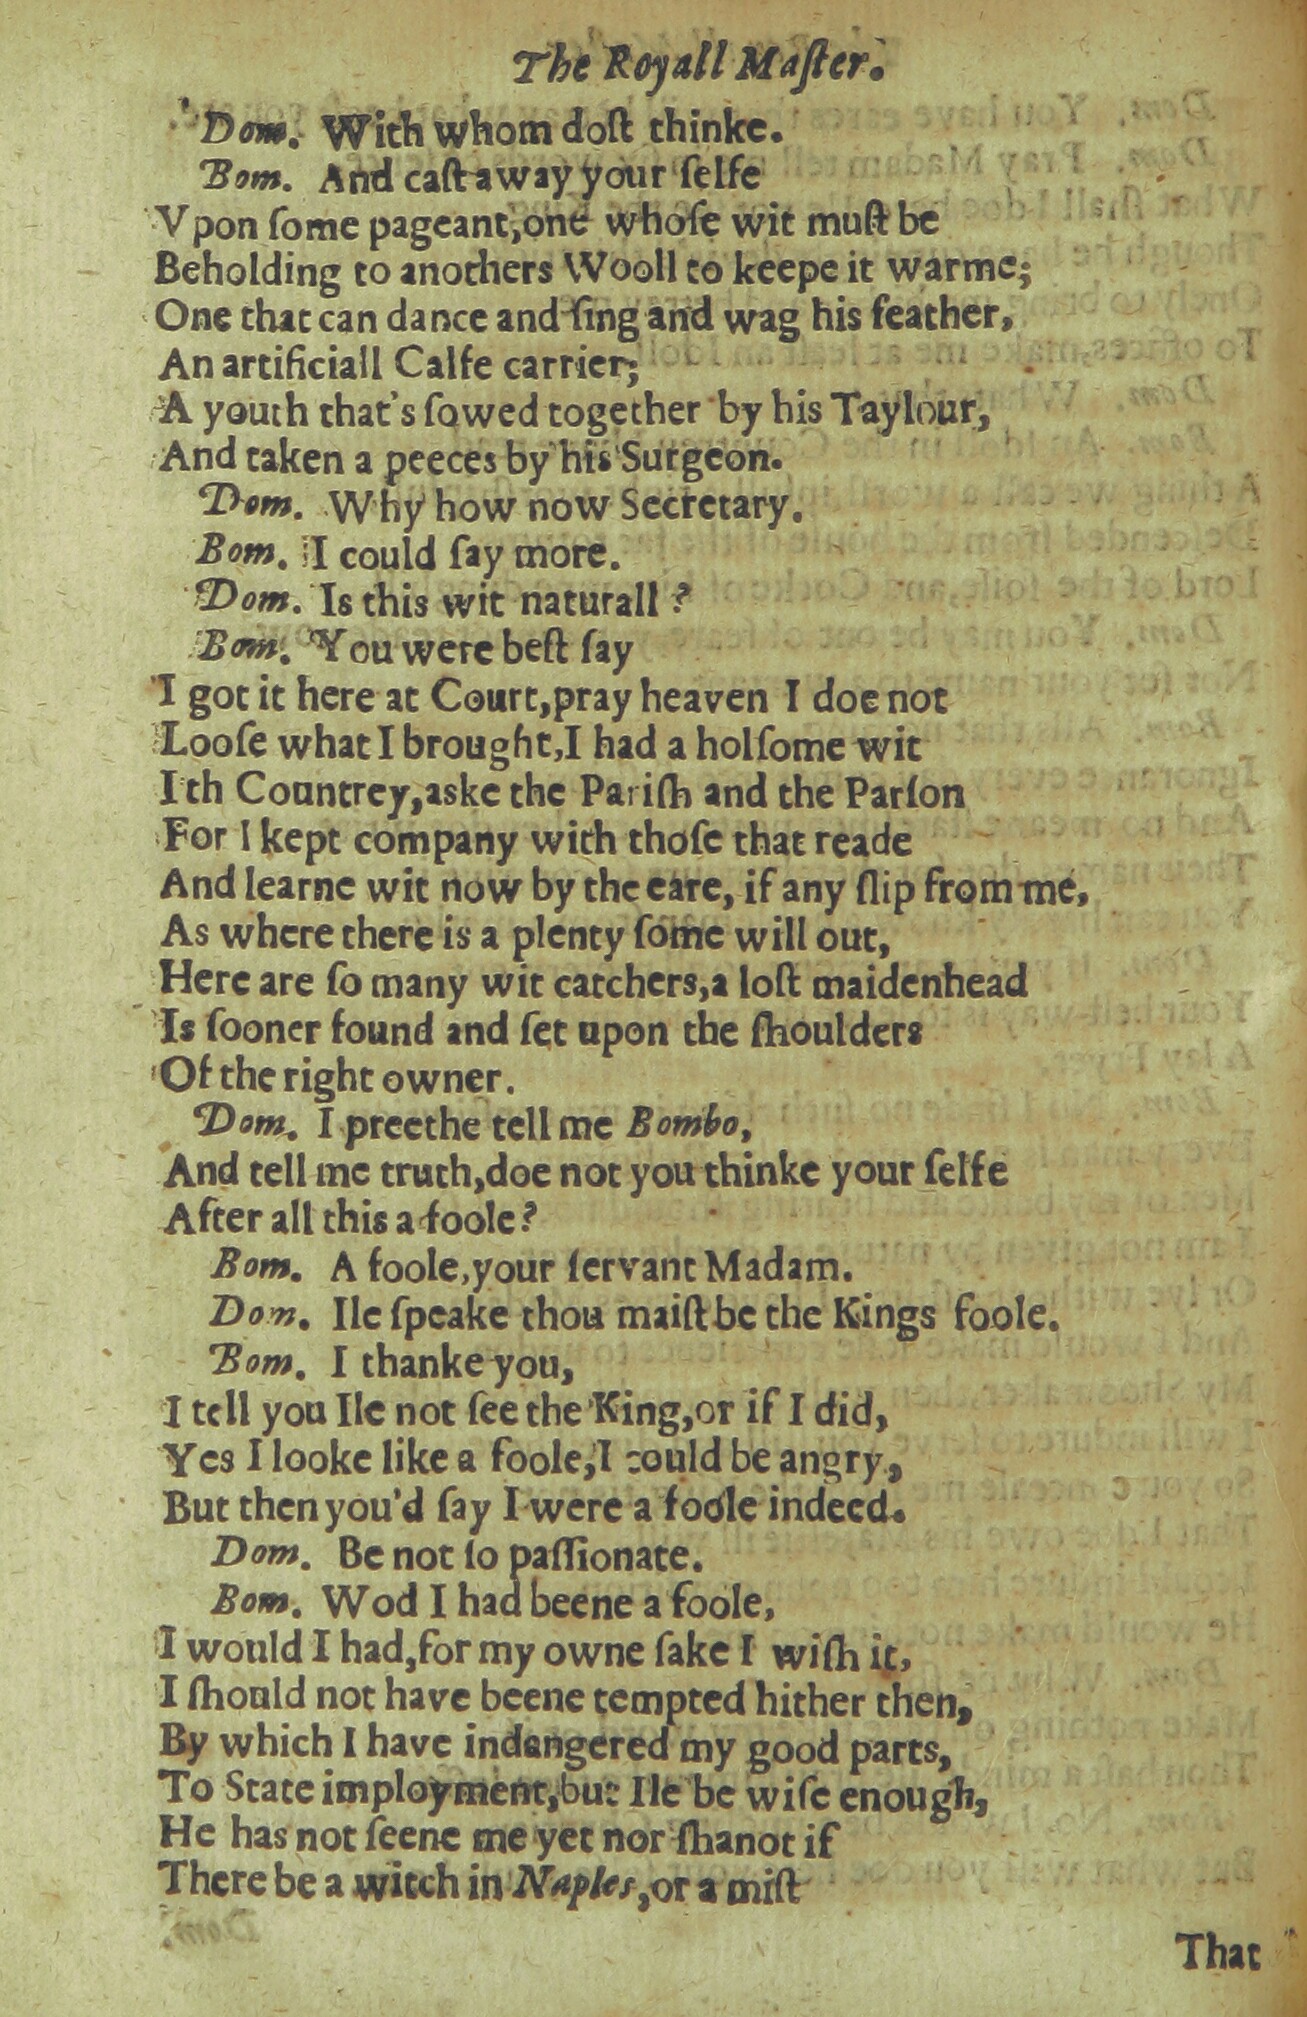 The Royall Maſter.
Dom. With whom doſt thinke.
Bom. And caſt away your ſelfe
Vpon ſome pageant, one whoſe wit muſt be
Beholding to anothers Wooll to keepe it warme;
One that can dance and ſing and wag his feather,
An artificiall Calfe carrier;
A youth that's ſowed together by his Taylour,
And taken a peeces by his Surgeon.
Dom. Why how now Secretary.
Bom. I could ſay more.
Dom. Is this wit naturall?
Bom. You were beſt ſay
I got it here at Court, pray heaven I doe not
Looſe what I brought, I had a holſome wit
I'th Countrey, aske the Pariſh and the Parſon
For I kept company with thoſe that reade
And learne wit now by the eare, if any ſlip from me,
As where there is a plenty ſome will out,
Here are ſo many wit catchers, a loſt maidenhead
Is ſooner found and ſet upon the ſhoulders
Of the right owner.
Dom. I preethe tell me Bombo,
And tell me truth, doe not you thinke your ſelfe
After all this a foole?
Bom. A foole, your ſervant Madam.
Dom. Ile ſpeake thou maiſt be the Kings foole.
Bom. I thanke you,
I tell you Ile not ſee the King, or if I did,
Yes I looke like a foole, I could be angry,
But then you'd ſay I were a foole indeed.
Dom. Be not ſo paſſionate.
Bom. Wod I had beene a foole,
I would I had, for my owne ſake I wiſh it,
I ſhould not have beene tempted hither then,
By which I have indangered my good parts,
To State imployment, but Ile be wiſe enough,
He has not ſeene me yet nor ſhanot if
There be a witch in Naples, or a miſt
That